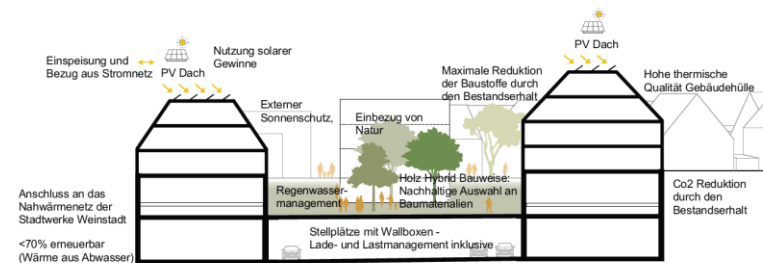 PV Dach
Einspeisung und
Bezug aus Stromnetz
PV Dach
Nutzung solarer
Gewinne
Externer
Sonnenschutz,
Einbezug von
Natur
Maximale Reduktion
der Baustoffe durch
den Bestandserhalt
Hohe thermische
Qualität Gebäudehülle
Anschluss an das
Nahwärmenetz der
Stadtwerke Weinstadt
<70% erneuerbar
(Wärme aus Abwasser)
Regenwasser-
management
Holz Hybrid Bauweise:
Nachhaltige Auswahl an
Baumaterialien
Co2 Reduktion
durch den
Bestandserhalt
Stellplätze mit Wallboxen -
Lade- und Lastmanagement inklusive